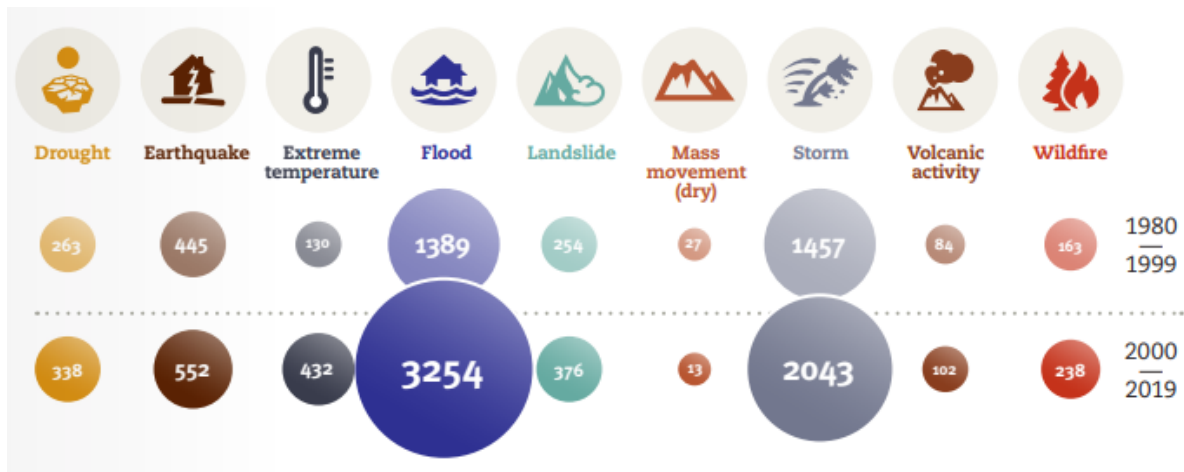 Drought
Earthquake
Extreme
temperature
Flood
Landslide
Mass
movement
(dry)
Storm
Volcanic
activity
Wildfire
263
445
130
1389
254
27
1457
84
163
1980
—
1999
338
552
432
3254
376
13
2043
102
238
2000
—
2019